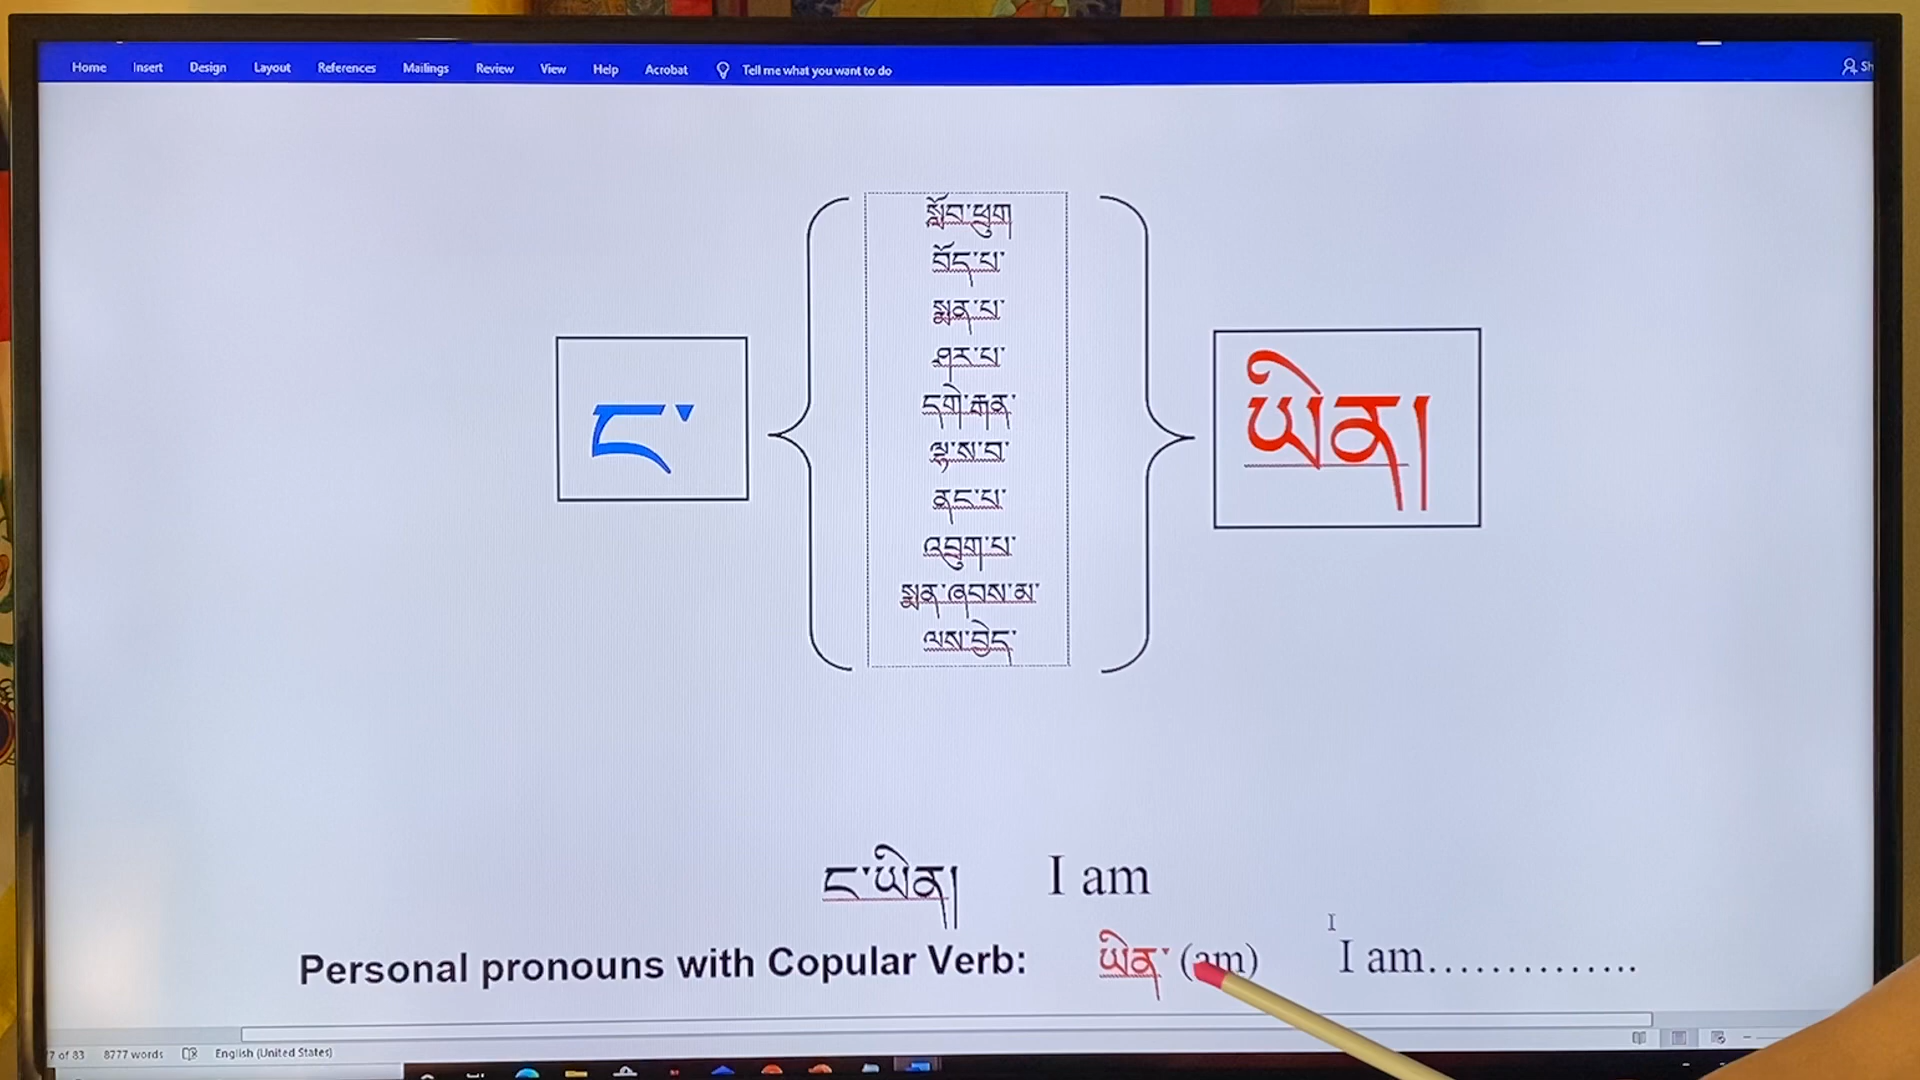 Home Insert Design Layout References Mailings Review View Help Acrobat Tell me what you want to do
སློབ་ཕྲུག
བོད་པ་
སྨན་པ་
ཤར་པ་
དགེ་རྒན་
ང་
ཡིན།
ལྟ་ས་བ་
ནང་པ་
འབྲུག་པ་
སྨན་ཞབས་མ་
ལས་བྱེད་
ང་ཡིན། I am
Personal pronouns with Copular Verb: ཡིན་ (am) I am..............
7 of 83 8777 words English (United States)